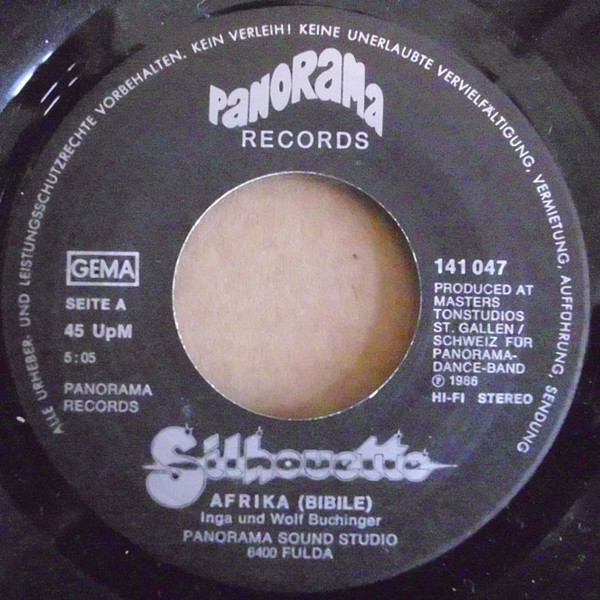 ALLE URHEBER- UND LEISTUNGSSCHUTZRECHTE VORBEHALTEN. KEIN VERLEIH! KEINE UNERLAUBTE VERVIELFÄLTIGUNG, VERMIETUNG, AUFFÜHRUNG, SENDUNG
PANORAMA
RECORDS
GEMA
SEITE A
45 UpM
5:05
PANORAMA
RECORDS
141 047
PRODUCED AT
MASTERS
TONSTUDIOS
ST. GALLEN /
SCHWEIZ FÜR
PANORAMA-
DANCE-BAND
Ⓟ 1986
HI-FI STEREO
Silhouette
AFRIKA (BIBILE)
Inga und Wolf Buchinger
PANORAMA SOUND STUDIO
6400 FULDA